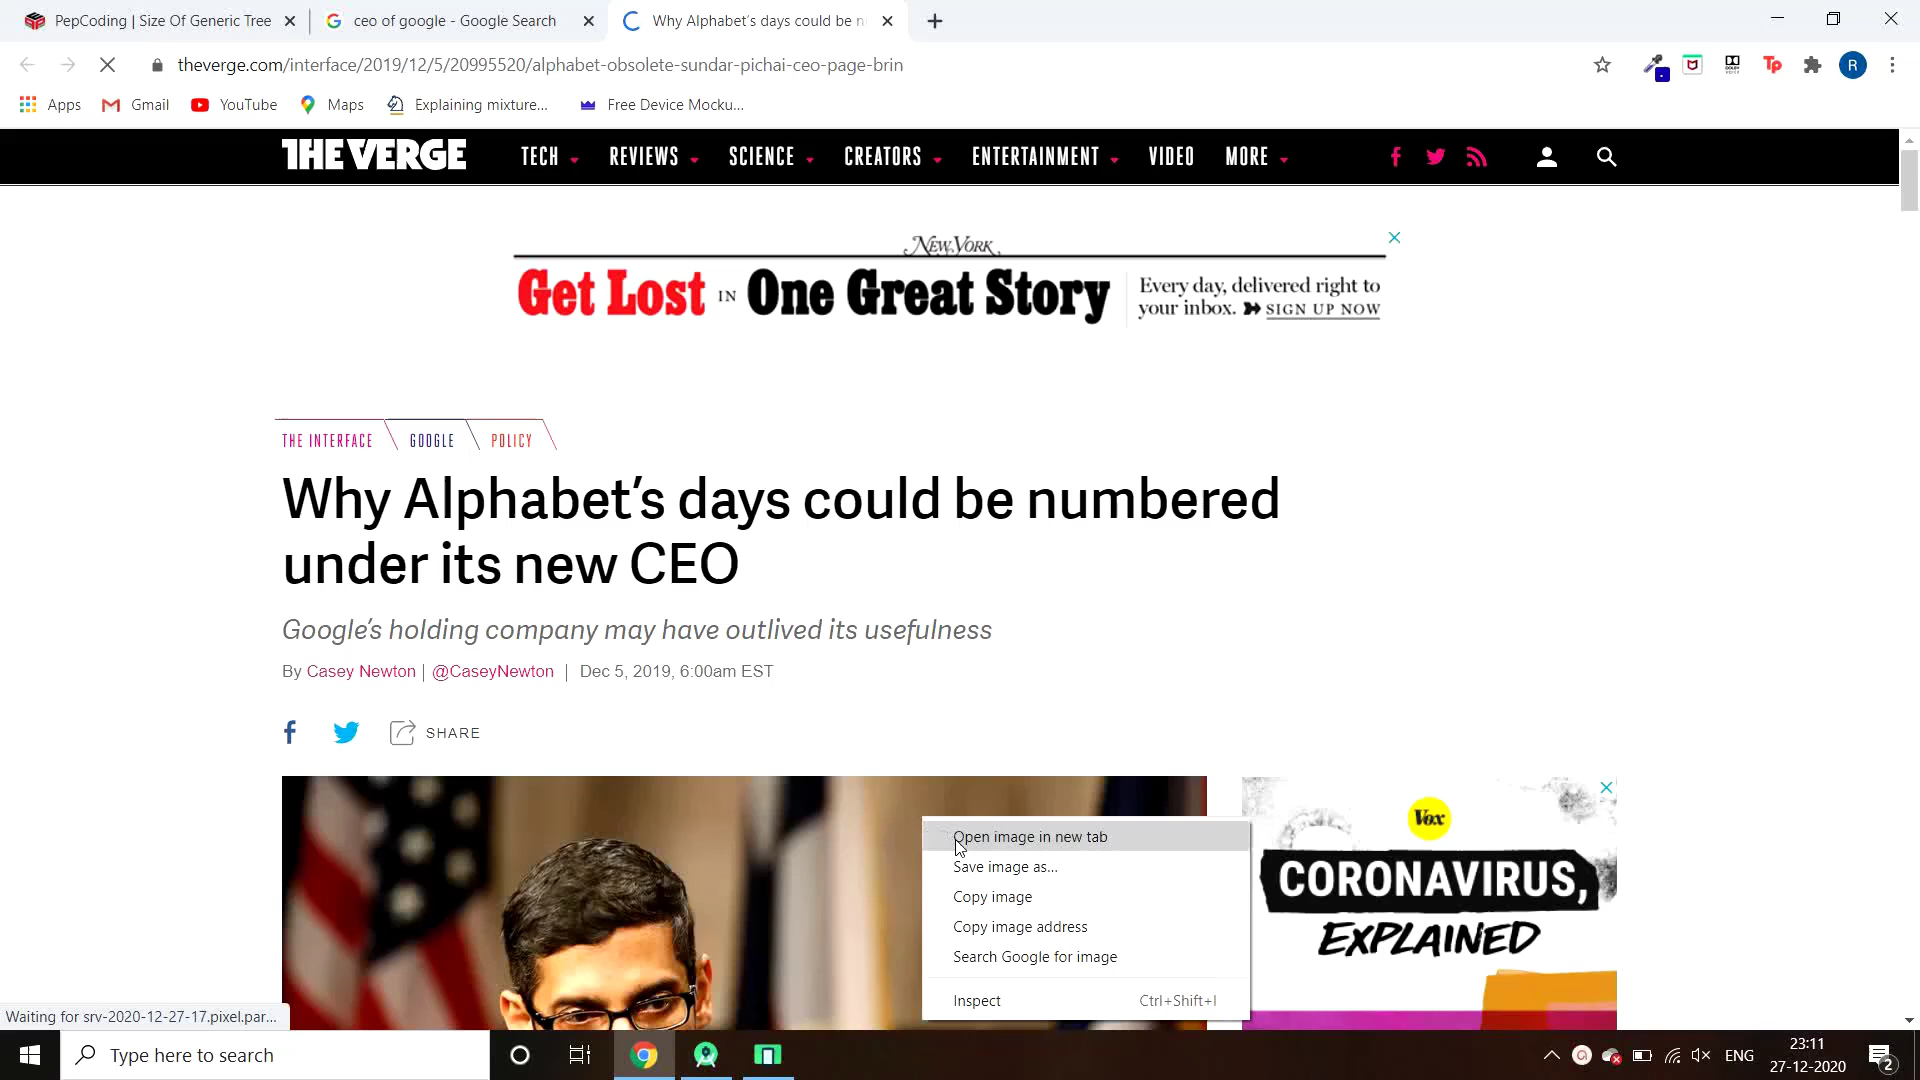 PepCoding | Size Of Generic Tree
ceo of google - Google Search
Why Alphabet's days could be n
theverge.com/interface/2019/12/5/20995520/alphabet-obsolete-sundar-pichai-ceo-page-brin
R
Apps
Gmail
YouTube
Maps
Explaining mixture...
Free Device Mocku...
THE VERGE
TECH
REVIEWS
SCIENCE
CREATORS
ENTERTAINMENT
VIDEO
MORE
NEW YORK
Get Lost IN One Great Story
Every day, delivered right to
your inbox. SIGN UP NOW
THE INTERFACE
GOOGLE
POLICY
Why Alphabet's days could be numbered
under its new CEO
Google's holding company may have outlived its usefulness
By Casey Newton | @CaseyNewton | Dec 5, 2019, 6:00am EST
SHARE
Open image in new tab
Save image as...
Copy image
Copy image address
Search Google for image
Inspect Ctrl+Shift+I
Vox
CORONAVIRUS,
EXPLAINED
Waiting for srv-2020-12-27-17.pixel.par...
Type here to search
ENG
23:11
27-12-2020
2